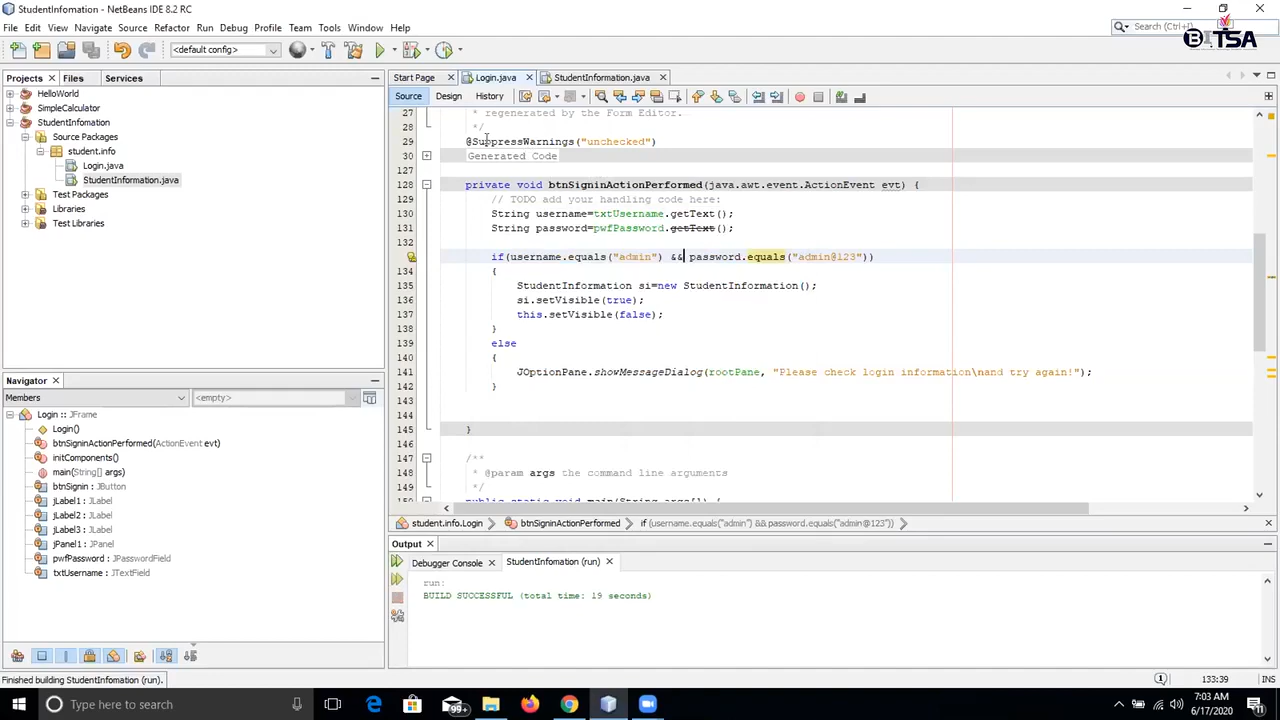 StudentInfomation - NetBeans IDE 8.2 RC
File Edit View Navigate Source Refactor Run Debug Profile Team Tools Window Help
Search (Ctrl+I)
<default config>
TSA
Projects Files Services
HelloWorld
SimpleCalculator
StudentInfomation
Source Packages
student.info
Login.java
StudentInformation.java
Test Packages
Libraries
Test Libraries
Navigator
Members <empty>
Login :: JFrame
Login()
btnSigninActionPerformed(ActionEvent evt)
initComponents()
main(String[] args)
btnSignin : JButton
jLabel1 : JLabel
jLabel2 : JLabel
jLabel3 : JLabel
jPanel1 : JPanel
pwfPassword : JPasswordField
txtUsername : JTextField
Start Page Login.java StudentInformation.java
Source Design History
27 * regenerated by the Form Editor.
28 */
29 @SuppressWarnings("unchecked")
30 Generated Code
127
128 private void btnSigninActionPerformed(java.awt.event.ActionEvent evt) {
129 // TODO add your handling code here:
130 String username=txtUsername.getText();
131 String password=pwfPassword.getText();
132
if(username.equals("admin") && password.equals("admin@123"))
134 {
135 StudentInformation si=new StudentInformation();
136 si.setVisible(true);
137 this.setVisible(false);
138 }
139 else
140 {
141 JOptionPane.showMessageDialog(rootPane, "Please check login information\nand try again!");
142 }
143
144
145 }
146
147 /**
148 * @param args the command line arguments
149 */
150 public static void main(String args[]) {
student.info.Login btnSigninActionPerformed if (username.equals("admin") && password.equals("admin@123"))
Output
Debugger Console StudentInfomation (run)
run:
BUILD SUCCESSFUL (total time: 19 seconds)
Finished building StudentInfomation (run).
1 133:39 INS
Type here to search
99+
7:03 AM
6/17/2020